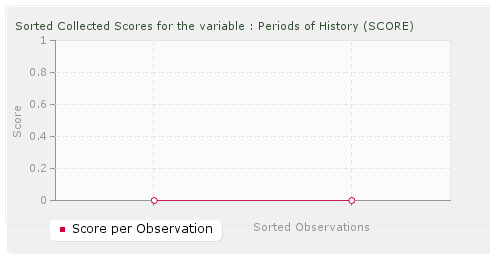 Sorted Collected Scores for the variable : Periods of History (SCORE)
1
0.8
0.6
0.4
0.2
0
Score
Sorted Observations
Score per Observation